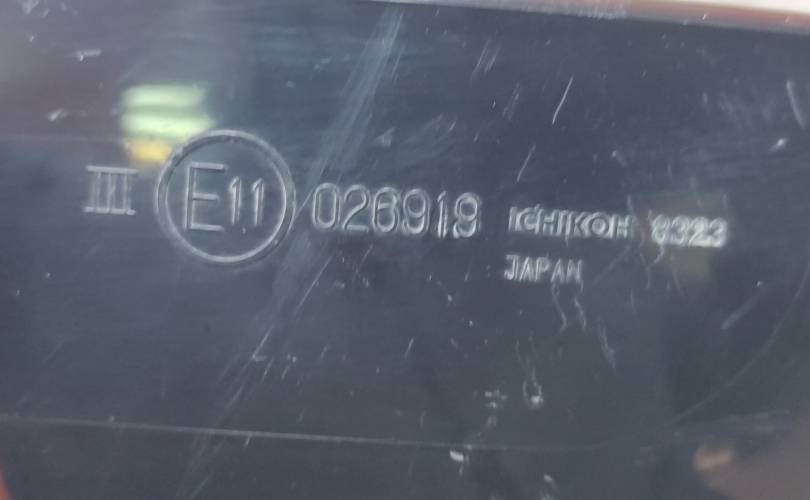 III E11 026919 ICHIKOH 8323
JAPAN